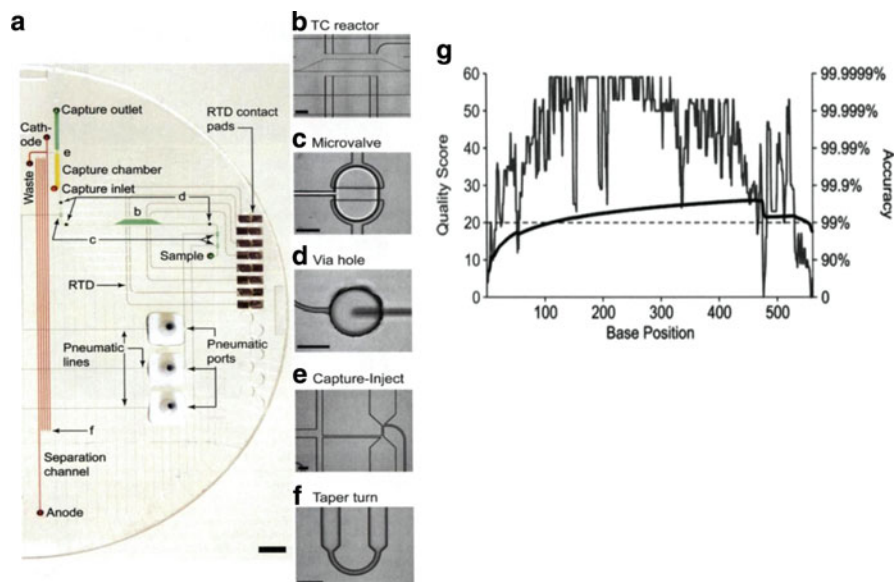 a
Capture outlet
Cath-
ode
e
Waste
Capture chamber
Capture inlet
d
b
c
Sample
RTD
RTD contact
pads
Pneumatic
lines
Pneumatic
ports
f
Separation
channel
Anode
b
TC reactor
c
Microvalve
d
Via hole
e
Capture-Inject
f
Taper turn
g
60
50
40
30
20
10
0
Quality Score
100
200
300
400
500
Base Position
99.9999%
99.999%
99.99%
99.9%
99%
90%
0
Accuracy